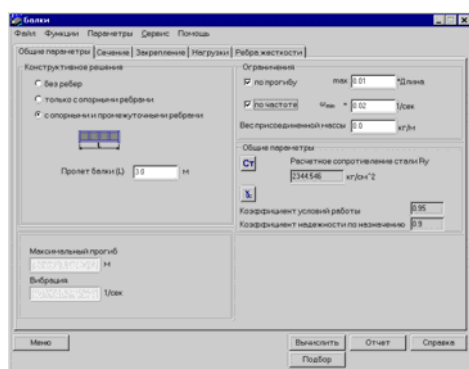 Балки
Файл Функции Параметры Сервис Помощь
Общие параметры Сечение Закрепление Нагрузки Ребра жесткости
Конструктивное решение
без ребер
только с опорными ребрами
с опорными и промежуточными ребрами
L
Пролет балки (L) 3.0 м
Ограничения
по прогибу max 0.01 *Длина
по частоте = 0.02 1/сек
Вес присоединенной массы 0.0 кг/м
Общие параметры
Ст Расчетное сопротивление стали Ry
2344.546 кг/см^2
Коэффициент условий работы 0.95
Коэффициент надежности по назначению 0.9
Максимальный прогиб
м
Вибрация
1/сек
Меню Вычислить Отчет Справка
Подбор